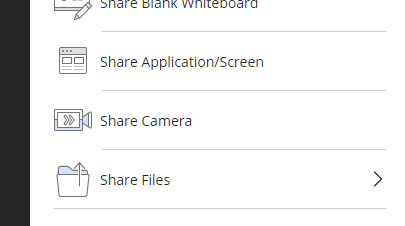 Share Blank Whiteboard
Share Application/Screen
Share Camera
Share Files